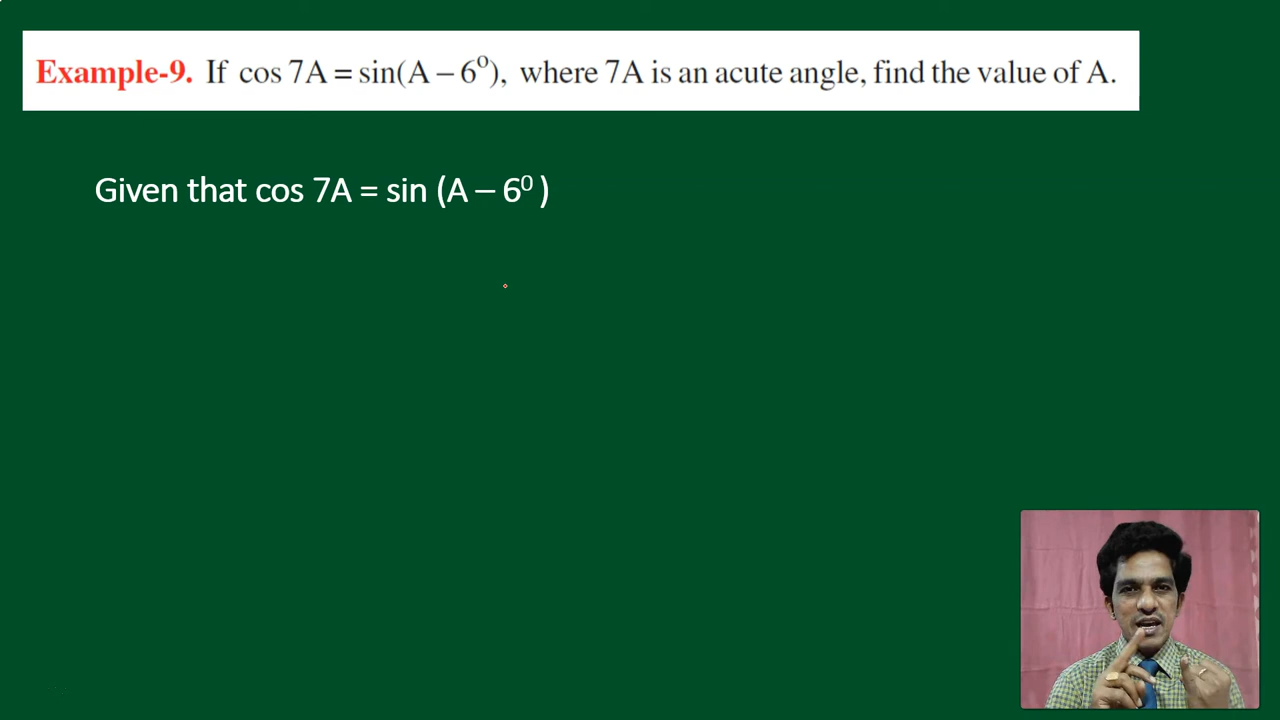 Example-9. If cos 7A = sin(A – 6º), where 7A is an acute angle, find the value of A.
Given that cos 7A = sin (A – 6⁰ )